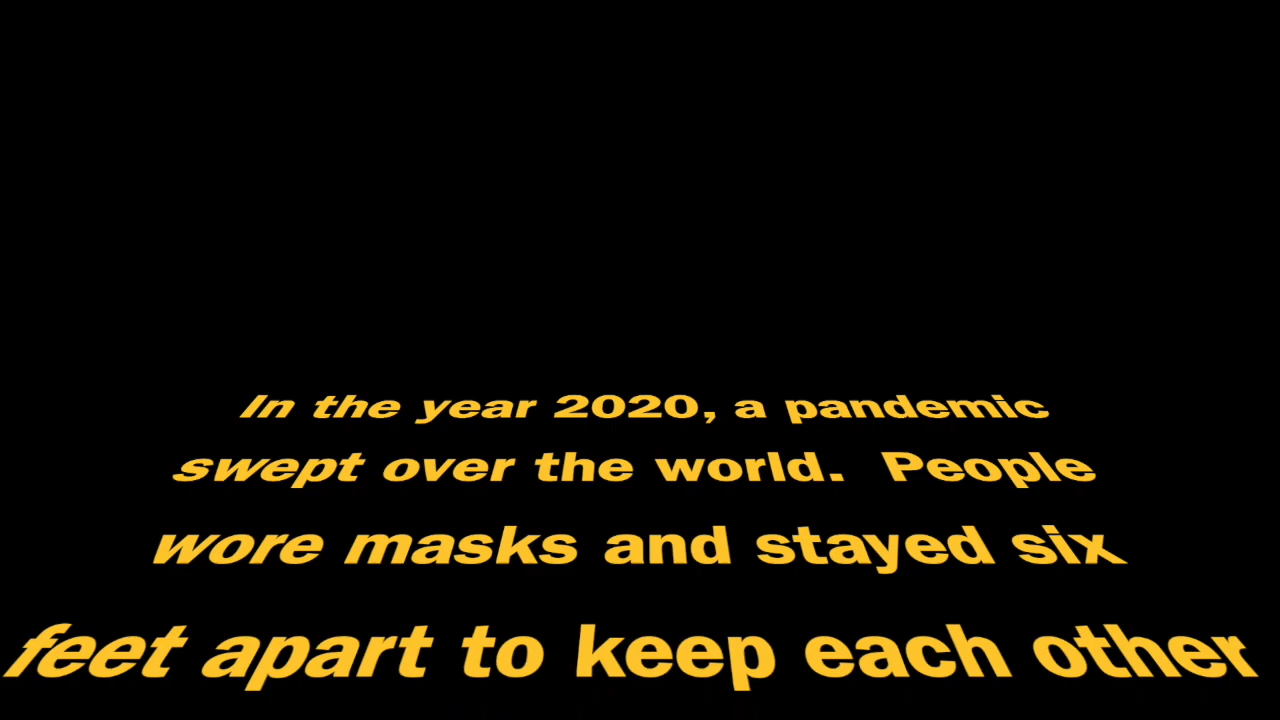 In the year 2020, a pandemic
swept over the world.  People
wore masks and stayed six
feet apart to keep each other